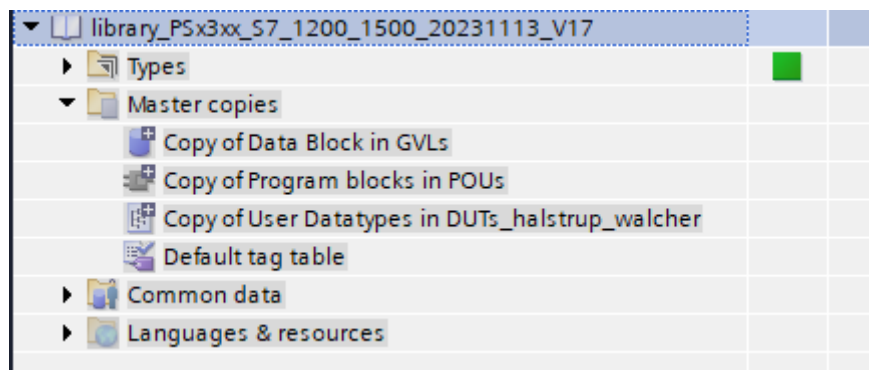 library_PSx3xx_S7_1200_1500_20231113_V17
Types
Master copies
Copy of Data Block in GVLs
Copy of Program blocks in POUs
Copy of User Datatypes in DUTs_halstrup_walcher
Default tag table
Common data
Languages & resources